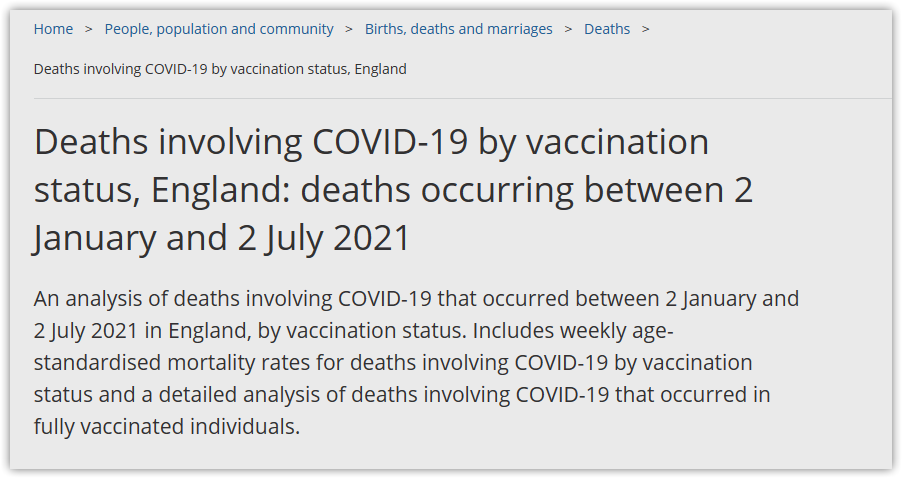 Home > People, population and community > Births, deaths and marriages > Deaths >
Deaths involving COVID-19 by vaccination status, England
Deaths involving COVID-19 by vaccination
status, England: deaths occurring between 2
January and 2 July 2021
An analysis of deaths involving COVID-19 that occurred between 2 January and
2 July 2021 in England, by vaccination status. Includes weekly age-
standardised mortality rates for deaths involving COVID-19 by vaccination
status and a detailed analysis of deaths involving COVID-19 that occurred in
fully vaccinated individuals.